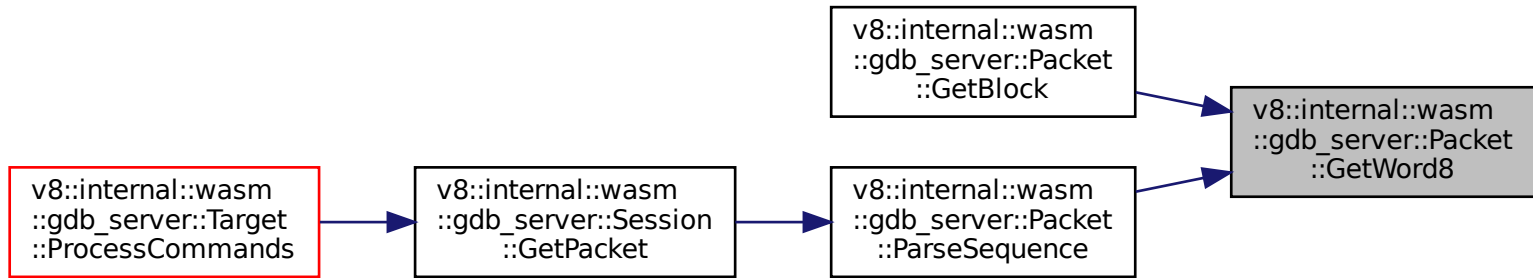 v8::internal::wasm
::gdb_server::Packet
::GetBlock
v8::internal::wasm
::gdb_server::Packet
::GetWord8
v8::internal::wasm
::gdb_server::Target
::ProcessCommands
v8::internal::wasm
::gdb_server::Session
::GetPacket
v8::internal::wasm
::gdb_server::Packet
::ParseSequence